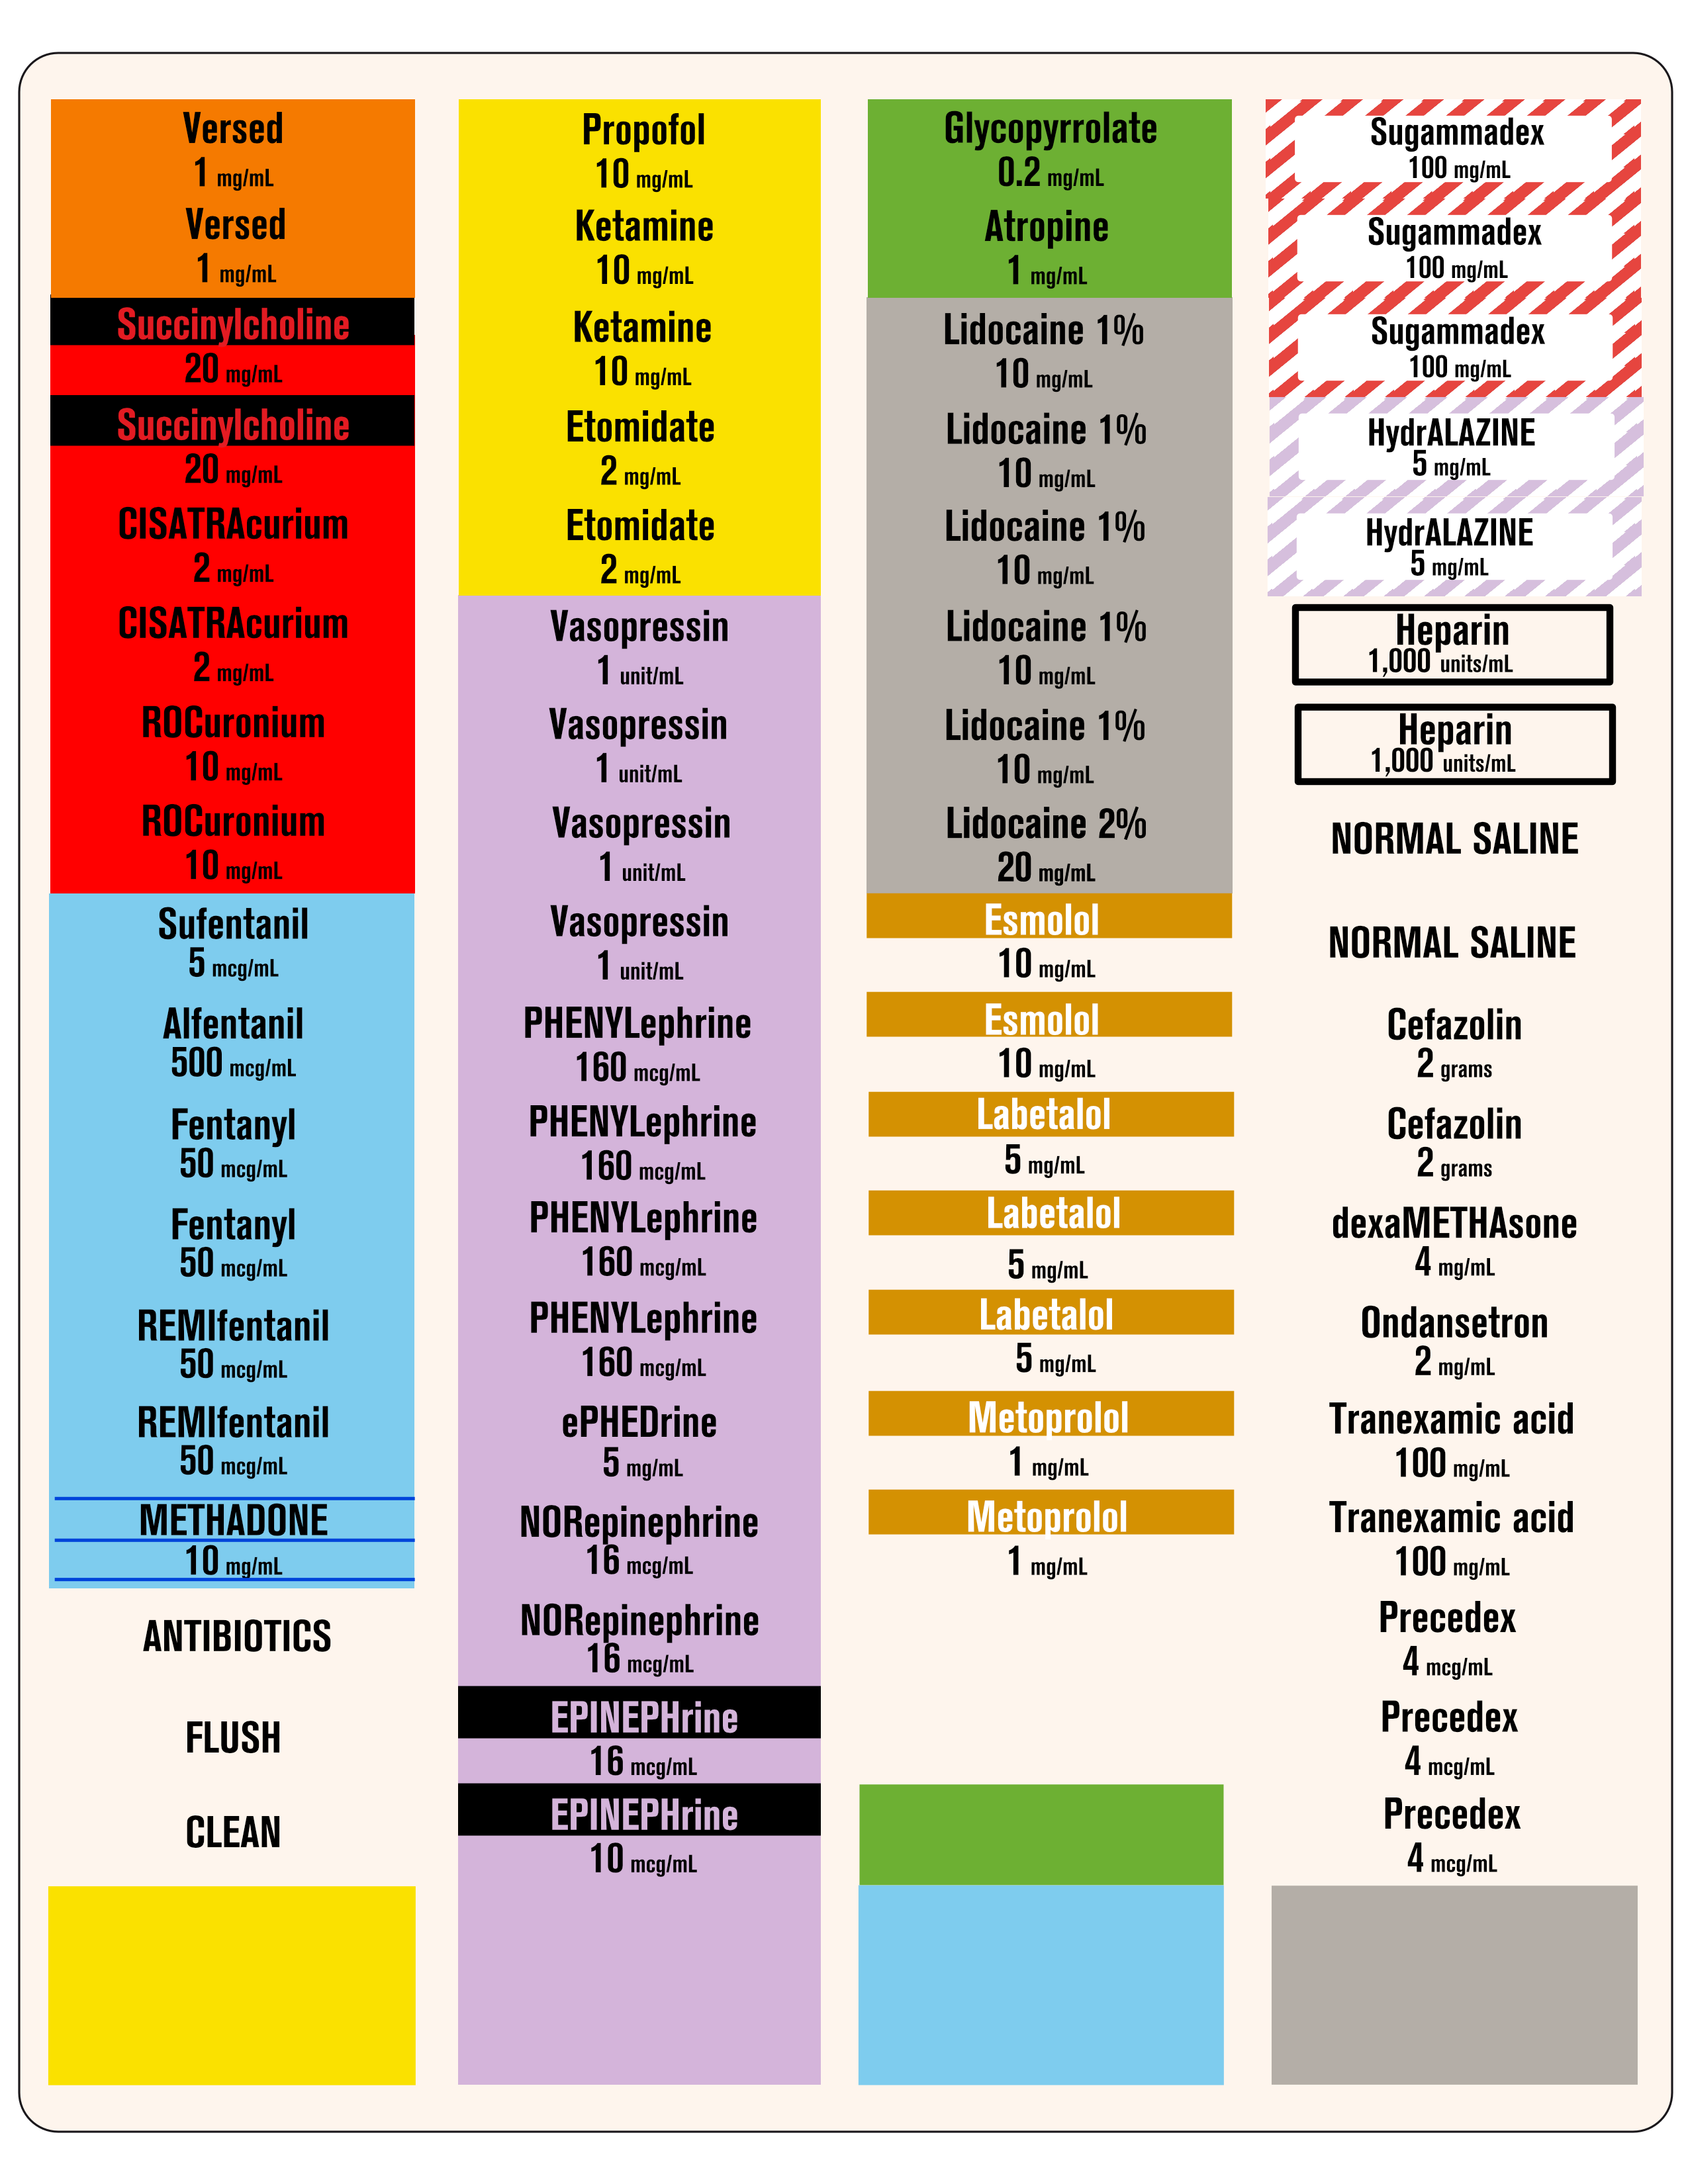 Versed
1 mg/mL
Versed
1 mg/mL
Succinylcholine
20 mg/mL
Succinylcholine
20 mg/mL
CISATRAcurium
2 mg/mL
CISATRAcurium
2 mg/mL
ROCuronium
10 mg/mL
ROCuronium
10 mg/mL
Sufentanil
5 mcg/mL
Alfentanil
500 mcg/mL
Fentanyl
50 mcg/mL
Fentanyl
50 mcg/mL
REMIfentanil
50 mcg/mL
REMIfentanil
50 mcg/mL
METHADONE
10 mg/mL
ANTIBIOTICS
FLUSH
CLEAN
Propofol
10 mg/mL
Ketamine
10 mg/mL
Ketamine
10 mg/mL
Etomidate
2 mg/mL
Etomidate
2 mg/mL
Vasopressin
1 unit/mL
Vasopressin
1 unit/mL
Vasopressin
1 unit/mL
Vasopressin
1 unit/mL
PHENYLephrine
160 mcg/mL
PHENYLephrine
160 mcg/mL
PHENYLephrine
160 mcg/mL
PHENYLephrine
160 mcg/mL
ePHEDrine
5 mg/mL
NORepinephrine
16 mcg/mL
NORepinephrine
16 mcg/mL
EPINEPHrine
16 mcg/mL
EPINEPHrine
10 mcg/mL
Glycopyrrolate
0.2 mg/mL
Atropine
1 mg/mL
Lidocaine 1%
10 mg/mL
Lidocaine 1%
10 mg/mL
Lidocaine 1%
10 mg/mL
Lidocaine 1%
10 mg/mL
Lidocaine 1%
10 mg/mL
Lidocaine 2%
20 mg/mL
Esmolol
10 mg/mL
Esmolol
10 mg/mL
Labetalol
5 mg/mL
Labetalol
5 mg/mL
Labetalol
5 mg/mL
Metoprolol
1 mg/mL
Metoprolol
1 mg/mL
Sugammadex
100 mg/mL
Sugammadex
100 mg/mL
Sugammadex
100 mg/mL
HydrALAZINE
5 mg/mL
HydrALAZINE
5 mg/mL
Heparin
1,000 units/mL
Heparin
1,000 units/mL
NORMAL SALINE
NORMAL SALINE
Cefazolin
2 grams
Cefazolin
2 grams
dexaMETHAsone
4 mg/mL
Ondansetron
2 mg/mL
Tranexamic acid
100 mg/mL
Tranexamic acid
100 mg/mL
Precedex
4 mcg/mL
Precedex
4 mcg/mL
Precedex
4 mcg/mL